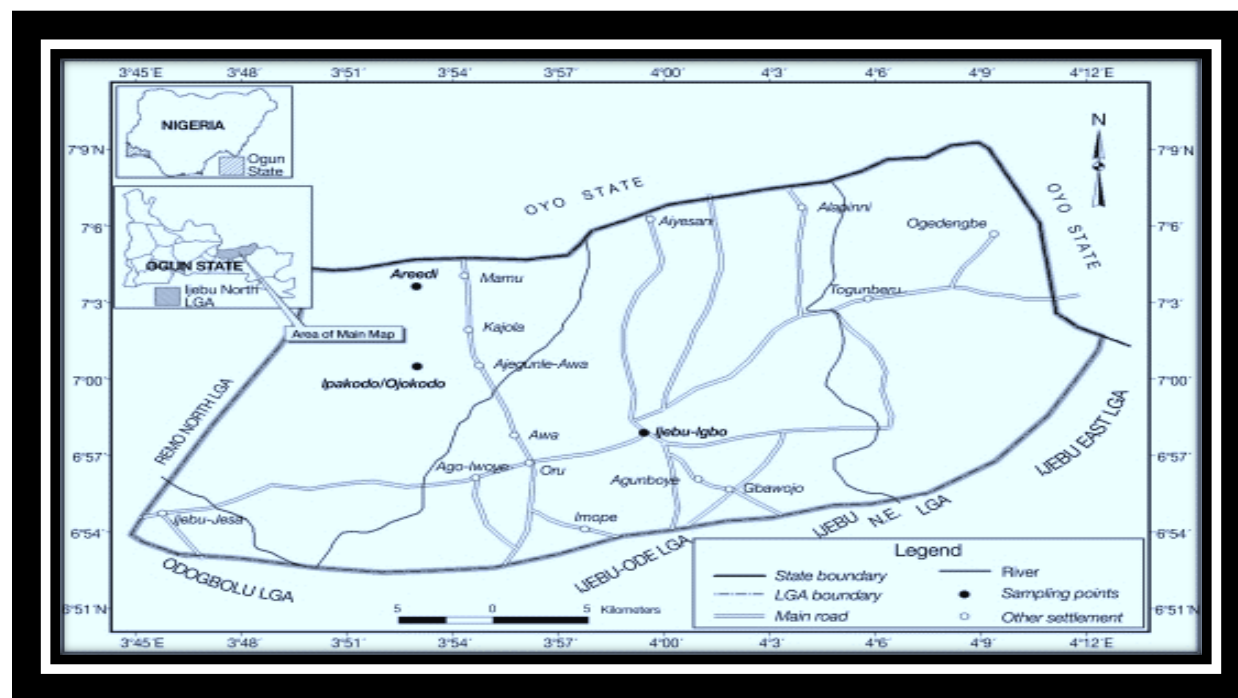 3°45´E 3°48´ 3°51´ 3°54´ 3°57´ 4°00´ 4°3´ 4°6´ 4°9´ 4°12´E
NIGERIA
Ogun
State
N
7°9´N 7°9´N
OYO STATE
OYO STATE
Aiyesan
Alapinni
Ogedengbe
7°6´ 7°6´
OGUN STATE
Ijebu North
LGA
Areedi
Mamu
Togunberu
7°3´ 7°3´
Area of Main Map
Kajola
Ajegunle-Awa
7°00´ 7°00´
Ipakodo/Ojokodo
REMO NORTH LGA
Awa
Ijebu-Igbo
IJEBU EAST LGA
6°57´ 6°57´
Ago-Iwoye
Oru
Agunboye
Gbawojo
Ijebu-Jesa
Imope
6°54´ 6°54´
IJEBU N.E. LGA
IJEBU-ODE LGA
ODOGBOLU LGA
Legend
State boundary
River
LGA boundary
Sampling points
Main road
Other settlement
5 0 5 Kilometers
6°51´N 6°51´N
3°45´E 3°48´ 3°51´ 3°54´ 3°57´ 4°00´ 4°3´ 4°6´ 4°9´ 4°12´E